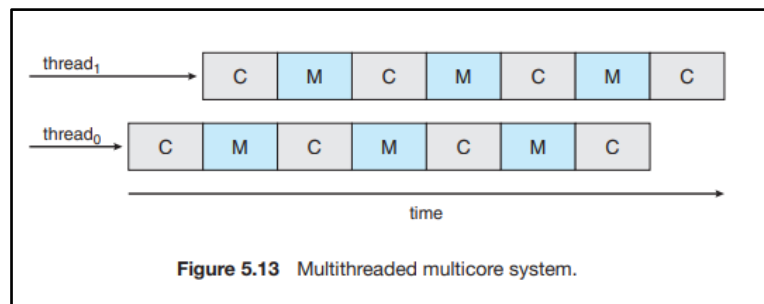 thread₁ C M C M C M C
thread₀ C M C M C M C
time
Figure 5.13 Multithreaded multicore system.